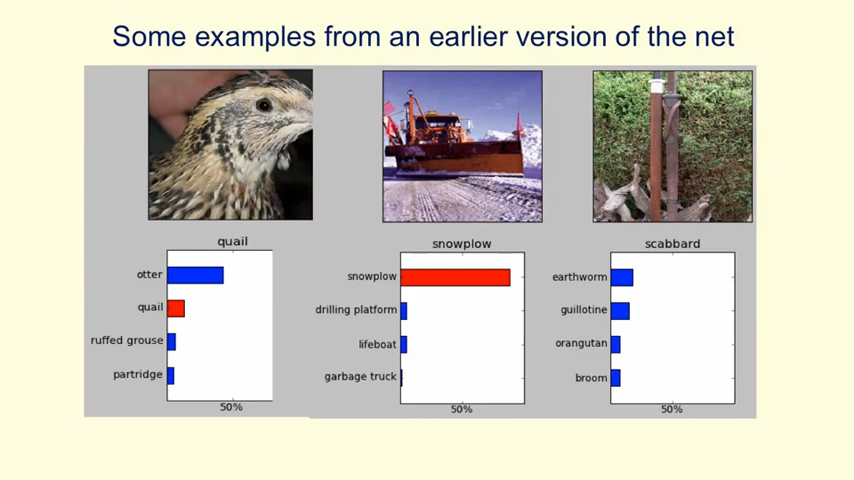 Some examples from an earlier version of the net
quail
otter
quail
ruffed grouse
partridge
50%
snowplow
snowplow
drilling platform
lifeboat
garbage truck
50%
scabbard
earthworm
guillotine
orangutan
broom
50%